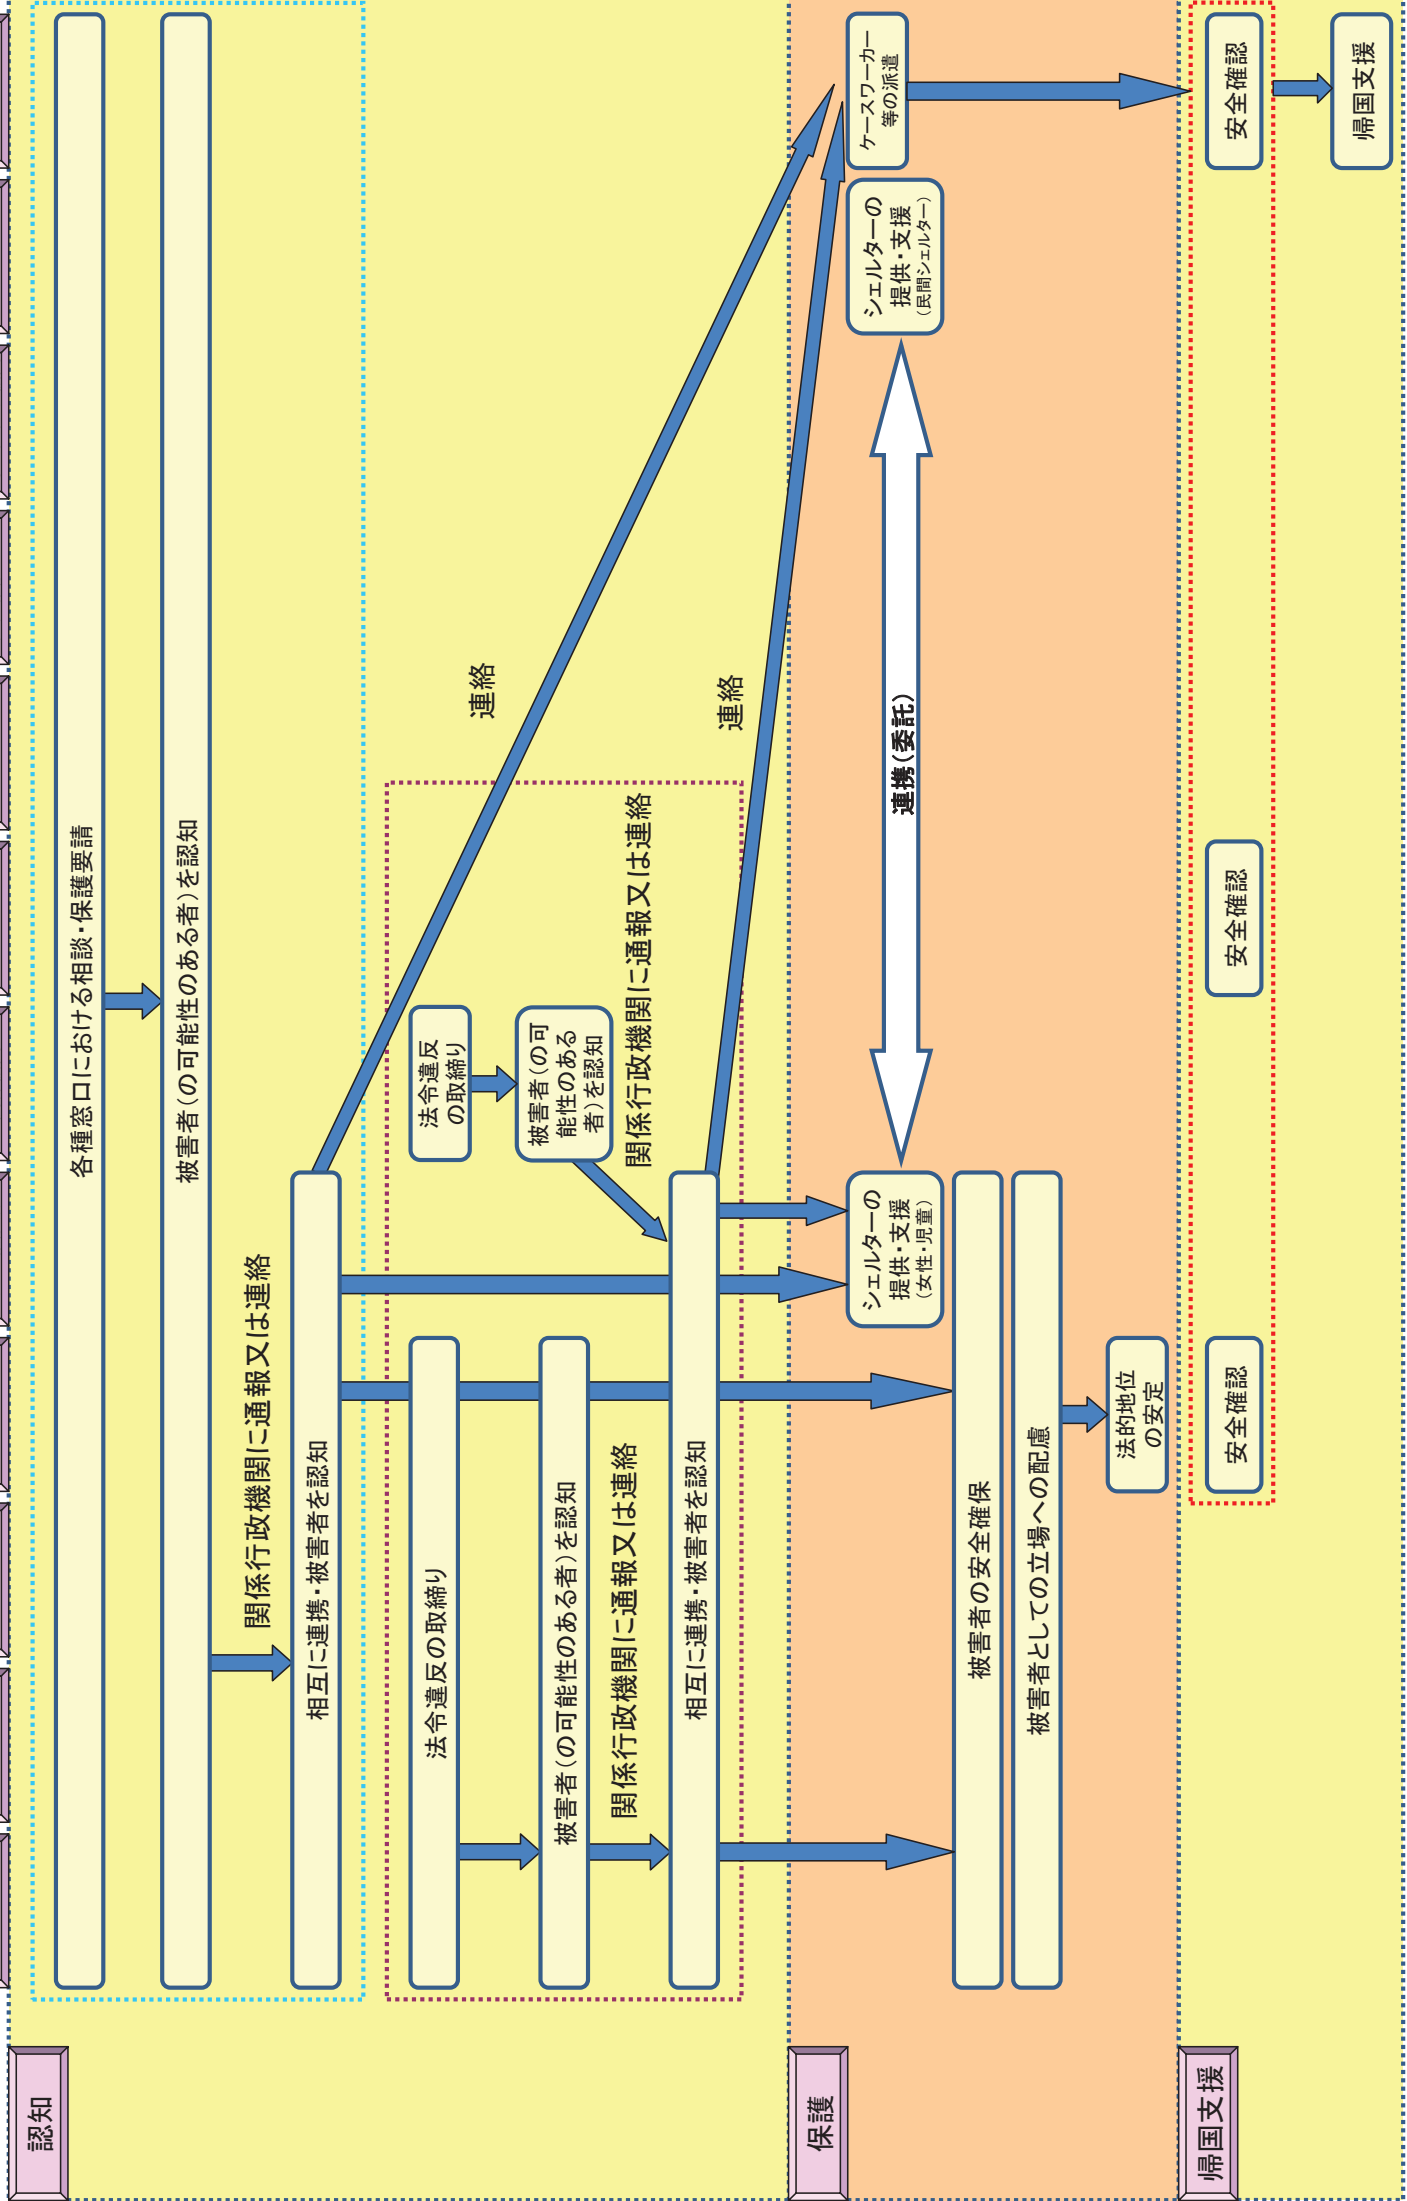 認知
各種窓口における相談・保護要請
被害者（の可能性のある者）を認知
関係行政機関に通報又は連絡
相互に連携・被害者を認知
連絡
法令違反の取締り
法令違反
の取締り
被害者（の可能性のある者）を認知
被害者（の可
能性のある
者）を認知
関係行政機関に通報又は連絡
関係行政機関に通報又は連絡
相互に連携・被害者を認知
連絡
保護
シェルターの
提供・支援
（女性・児童）
連携（委託）
シェルターの
提供・支援
（民間シェルター）
ケースワーカー
等の派遣
被害者の安全確保
被害者としての立場への配慮
法的地位
の安定
帰国支援
安全確認
安全確認
安全確認
帰国支援